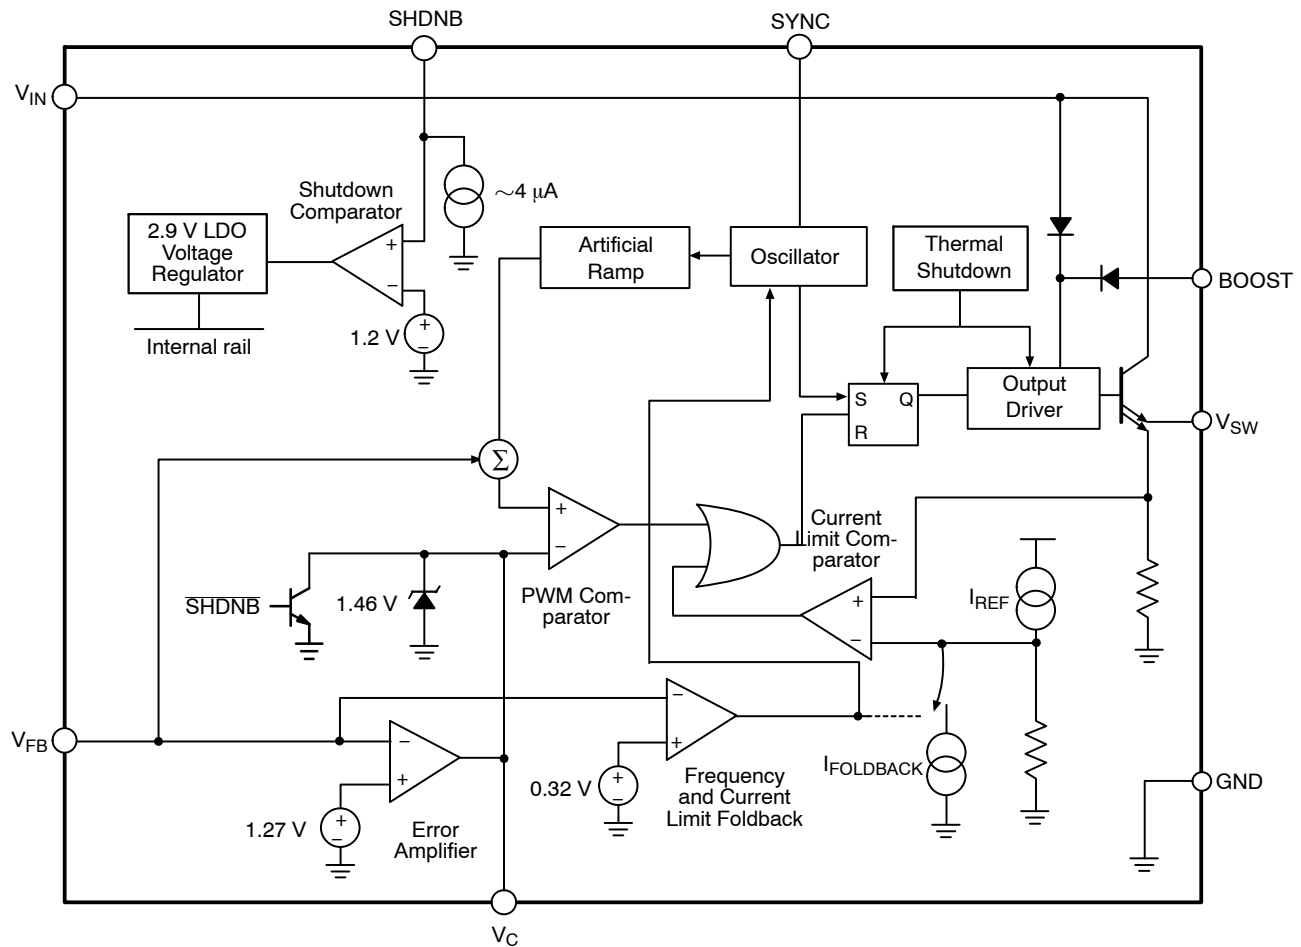 SHDNB
SYNC
V_IN
Shutdown
Comparator
∼4 μA
2.9 V LDO
Voltage
Regulator
+
−
1.2 V
+
−
Internal rail
Artificial
Ramp
Oscillator
Thermal
Shutdown
BOOST
S Q
R
Output
Driver
V_SW
Σ
+
−
PWM Com-
parator
Current
Limit Com-
parator
+
−
I_REF
SHDNB
1.46 V
V_FB
−
+
1.27 V
+
−
Error
Amplifier
−
+
0.32 V
+
−
Frequency
and Current
Limit Foldback
I_FOLDBACK
GND
V_C